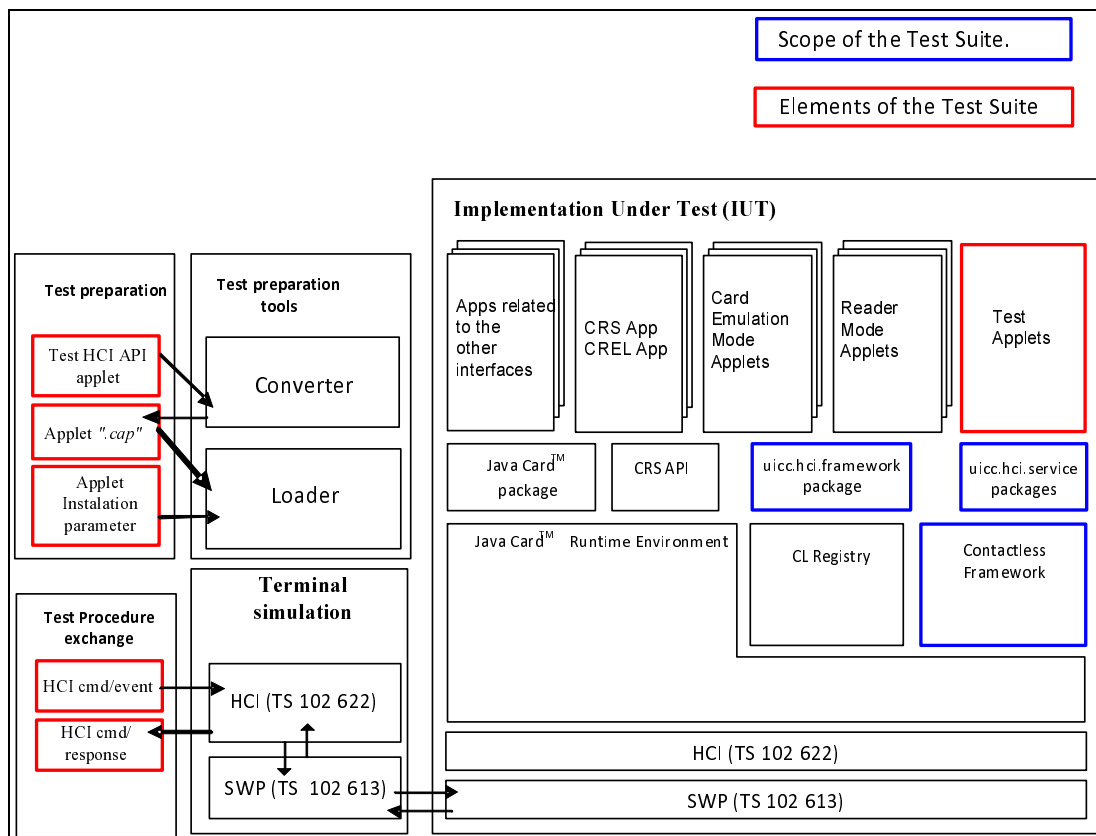 Scope of the Test Suite.
Elements of the Test Suite
Implementation Under Test (IUT)
Apps related
to the
other
interfaces
CRS App
CREL App
Card
Emulation
Mode
Applets
Reader
Mode
Applets
Test
Applets
Test preparation
Test HCI API
applet
Applet ".cap"
Applet
Instalation
parameter
Test preparation
tools
Converter
Loader
Java Card™
package
CRS API
uicc.hci.framework
package
uicc.hci.service
packages
Java Card™ Runtime Environment
CL Registry
Contactless
Framework
Test Procedure
exchange
HCI cmd/event
HCI cmd/
response
Terminal
simulation
HCI (TS 102 622)
SWP (TS 102 613)
HCI (TS 102 622)
SWP (TS 102 613)